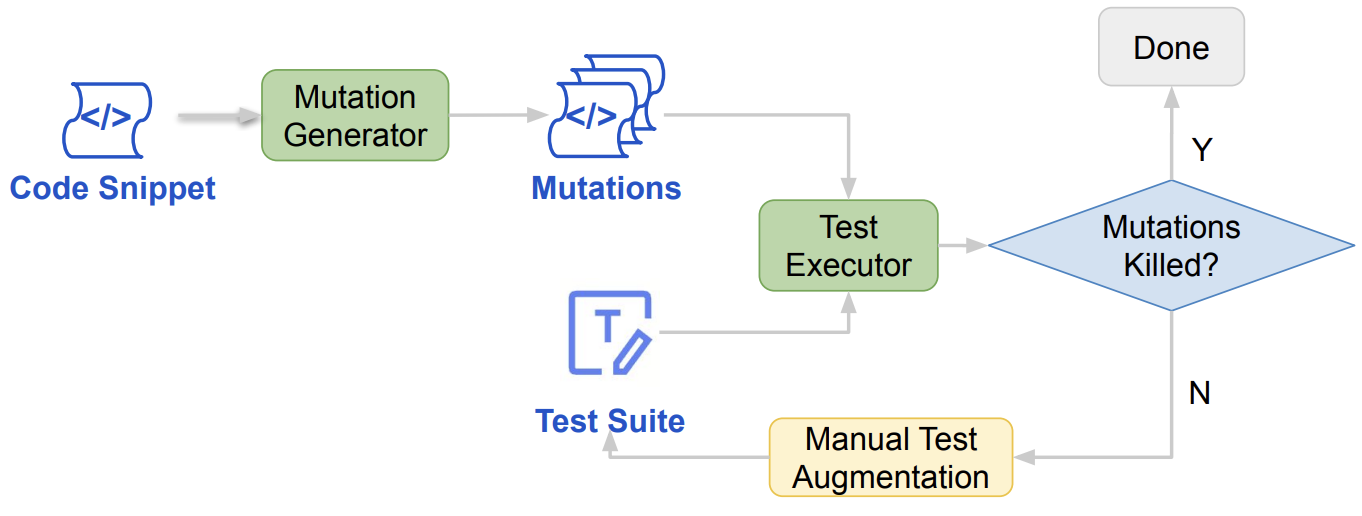 Done
Mutation
Generator
</>
</>
Code Snippet
Mutations
Y
Test
Executor
Mutations
Killed?
T
N
Test Suite
Manual Test
Augmentation